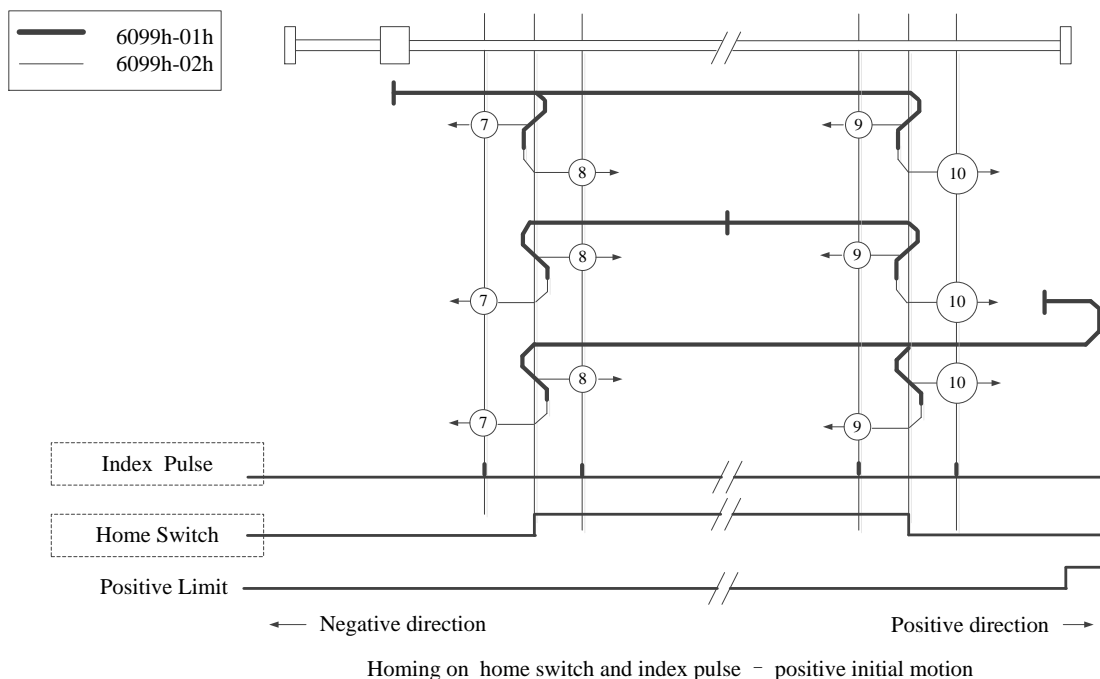 6099h-01h
6099h-02h
7 9
8 10
8 9
7 10
8 10
7 9
Index Pulse
Home Switch
Positive Limit
Negative direction Positive direction
Homing on home switch and index pulse - positive initial motion